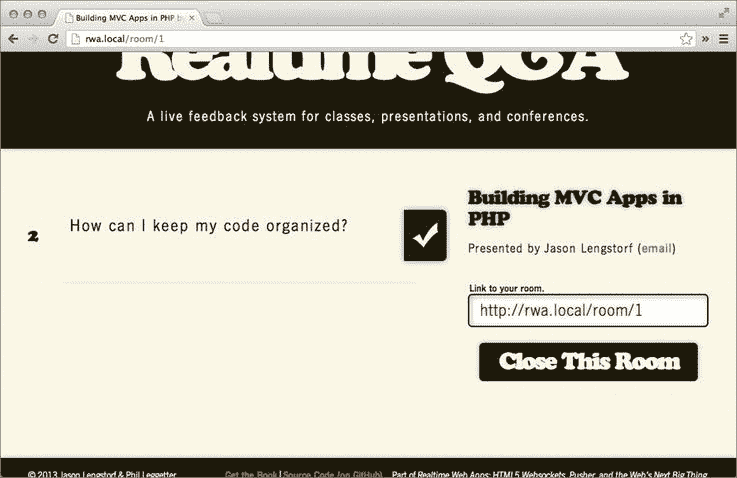 Building MVC Apps in PHP b
rwa.local/room/1
Realtime Q&A
A live feedback system for classes, presentations, and conferences.
2
How can I keep my code organized?
Building MVC Apps in
PHP
Presented by Jason Lengstorf (email)
Link to your room.
http://rwa.local/room/1
Close This Room
© 2013 Jason Lengstorf & Phil Leggetter
Get the Book | Source Code (on GitHub)
Part of Realtime Web Apps: HTML5 Websockets, Pusher, and the Web's Next Big Thing